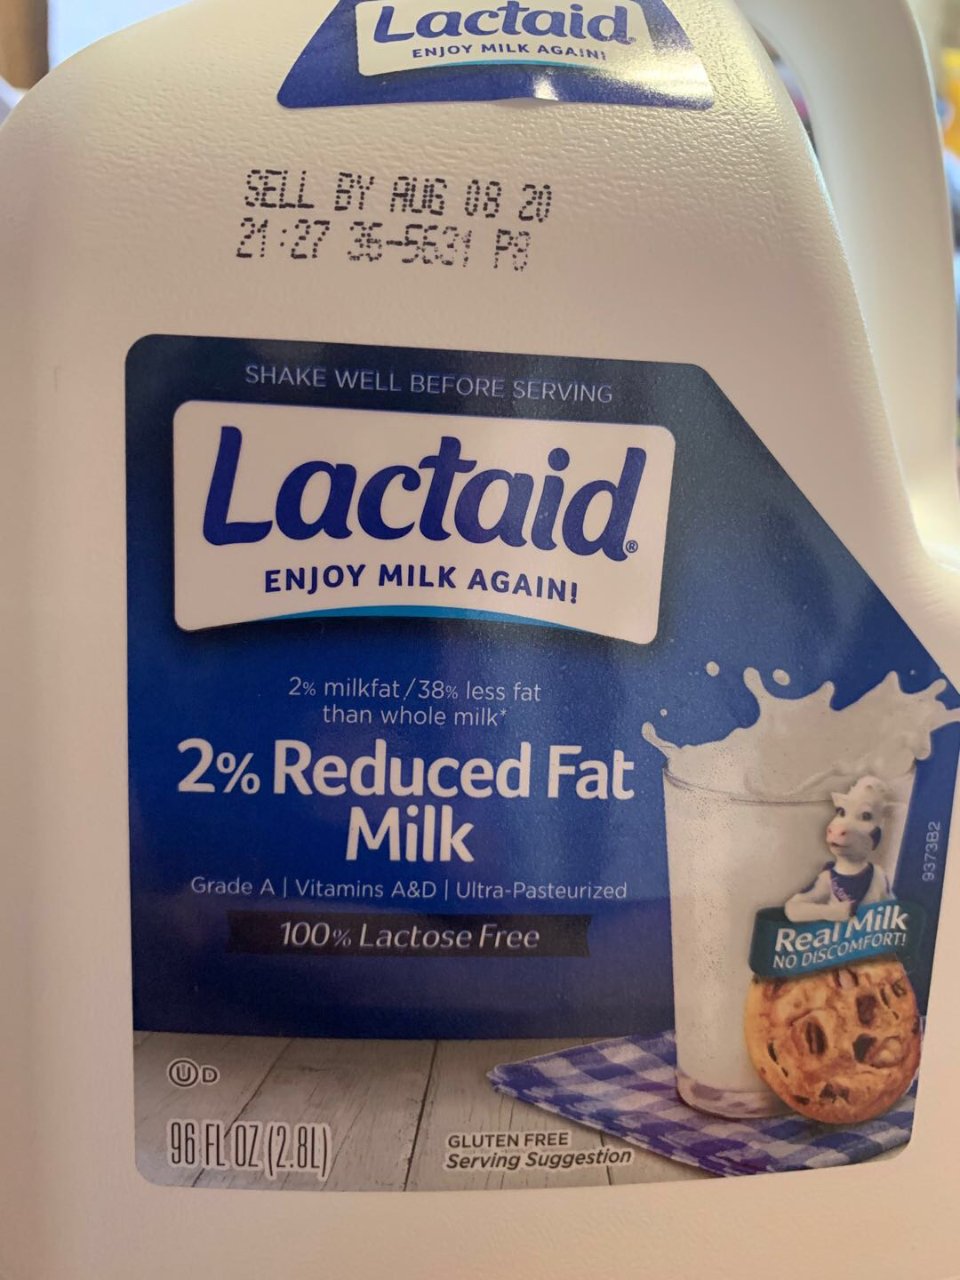 Lactaid®
ENJOY MILK AGAIN!
SELL BY AUG 08 20
21:27 36-5631 P8
SHAKE WELL BEFORE SERVING
Lactaid®
ENJOY MILK AGAIN!
2% milkfat/38% less fat
than whole milk*
2% Reduced Fat
Milk
Grade A | Vitamins A&D | Ultra-Pasteurized
100% Lactose Free
Real Milk
NO DISCOMFORT!
9373B2
UD
96 FL OZ (2.8L)
GLUTEN FREE
Serving Suggestion